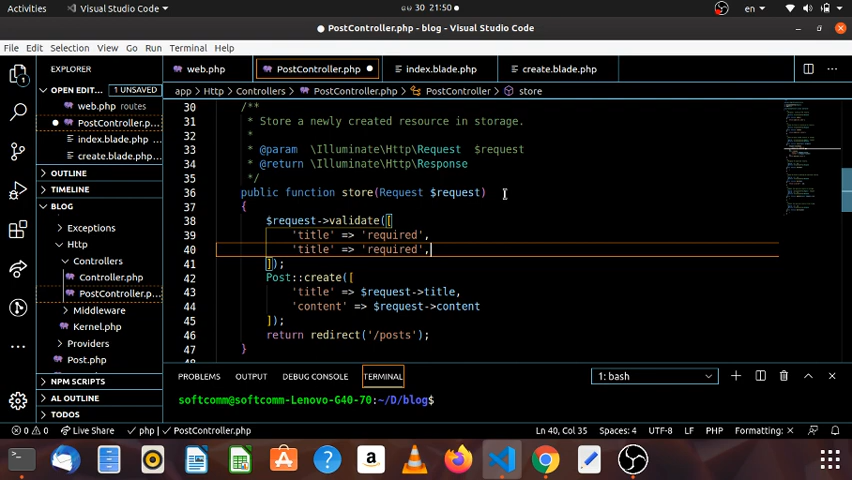 Activities
Visual Studio Code
30 21:50
en
PostController.php - blog - Visual Studio Code
File Edit Selection View Go Run Terminal Help
EXPLORER
web.php
PostController.php
index.blade.php
create.blade.php
OPEN EDIT...
1 UNSAVED
web.php routes
PostController.p...
index.blade.php...
create.blade.php...
OUTLINE
TIMELINE
BLOG
Exceptions
Http
Controllers
Controller.php
PostController.p...
Middleware
Kernel.php
Providers
Post.php
NPM SCRIPTS
AL OUTLINE
TODOS
app > Http > Controllers > PostController.php > PostController > store
30 /**
31 * Store a newly created resource in storage.
32 *
33 * @param \Illuminate\Http\Request $request
34 * @return \Illuminate\Http\Response
35 */
36 public function store(Request $request)
37 {
38 $request->validate([
39 'title' => 'required',
40 'title' => 'required',
41 ]);
42 Post::create([
43 'title' => $request->title,
44 'content' => $request->content
45 ]);
46 return redirect('/posts');
47 }
48
PROBLEMS OUTPUT DEBUG CONSOLE TERMINAL
1: bash
softcomm@softcomm-Lenovo-G40-70:~/D/blog$
0 0 Live Share php PostController.php
Ln 40, Col 35 Spaces: 4 UTF-8 LF PHP Formatting: ×